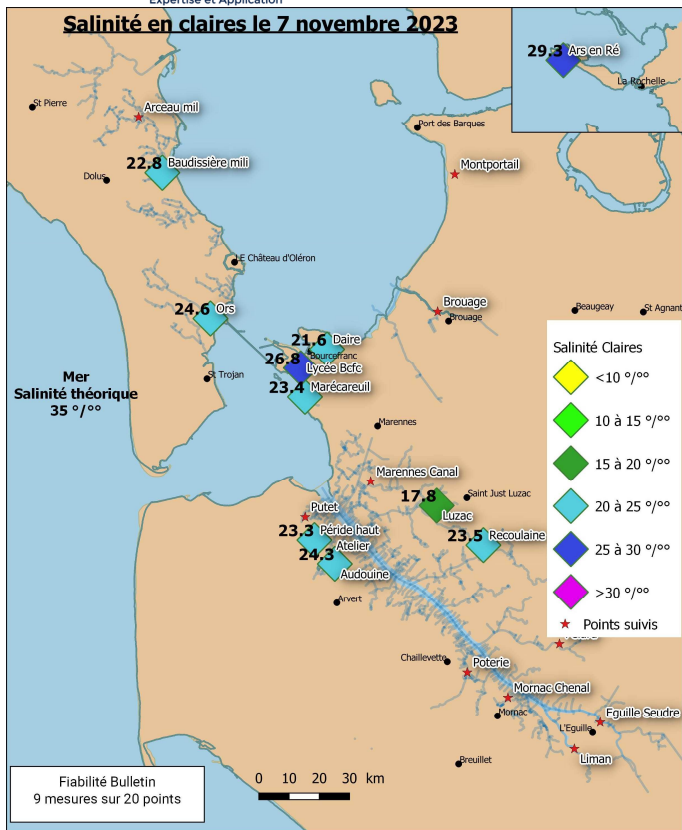 Expertise et Application
Salinité en claires le 7 novembre 2023
29.3 Ars en Ré
La Rochelle
St Pierre
Arceau mil
Port des Barques
22.8 Baudissière mili
Dolus
Montportail
LE Château d'Oléron
24.6 Ors
Brouage
Brouage
Beaugeay
St Agnant
21.6 Daire
Bourcefranc
26.8 Lycée Bcfc
23.4 Marécareuil
St Trojan
Mer
Salinité théorique
35 °/°°
Marennes
Salinité Claires
<10 °/°°
10 à 15 °/°°
15 à 20 °/°°
20 à 25 °/°°
25 à 30 °/°°
>30 °/°°
Points suivis
Marennes Canal
17.8
Luzac
Saint Just Luzac
Putet
23.3 Péride haut
Atelier
24.3
Audouine
23.5 Recoulaine
Arvert
Chaillevette
Poterie
Mornac Chenal
Mornac
Eguille Seudre
L'Eguille
Liman
Breuillet
Fiabilité Bulletin
9 mesures sur 20 points
0 10 20 30 km